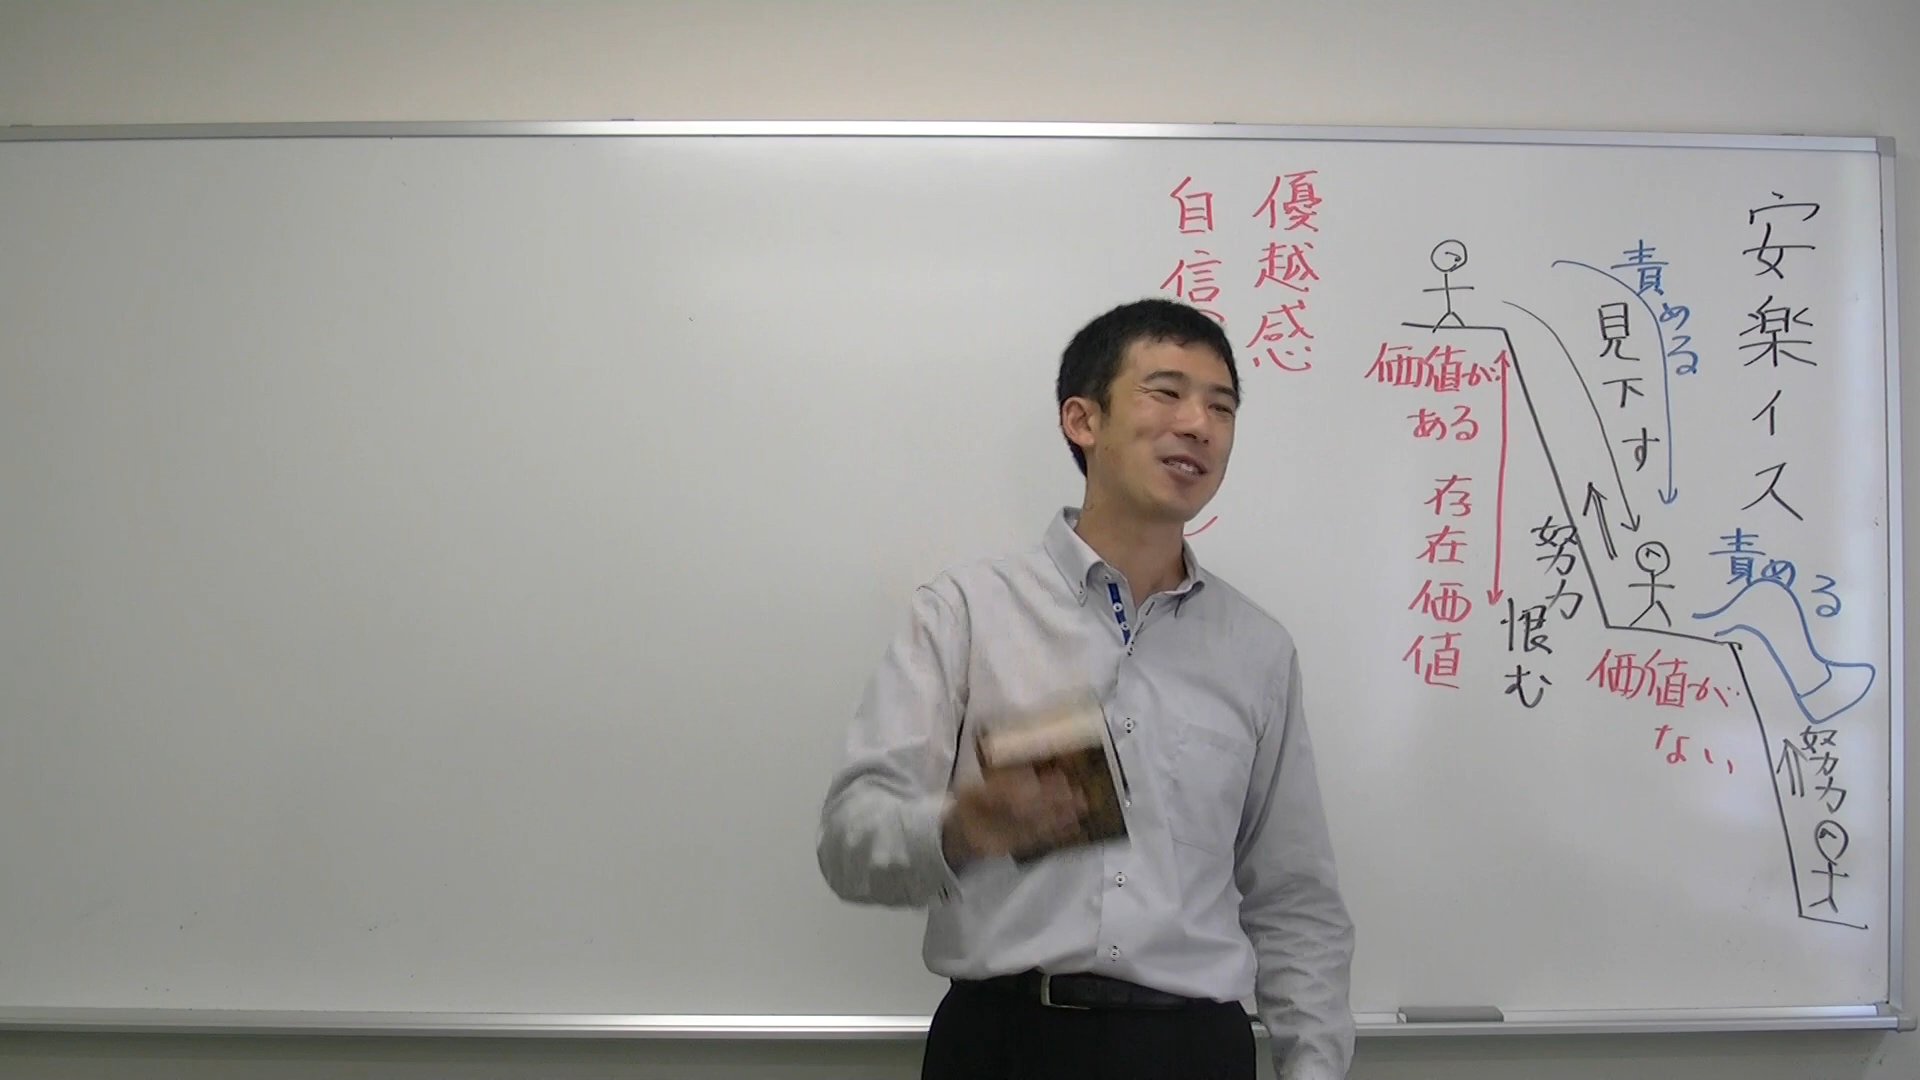 安楽イス
責める
見下す
努力
恨む
価値が
ある
存在価値
責める
価値が
ない
努力
優越感
自信